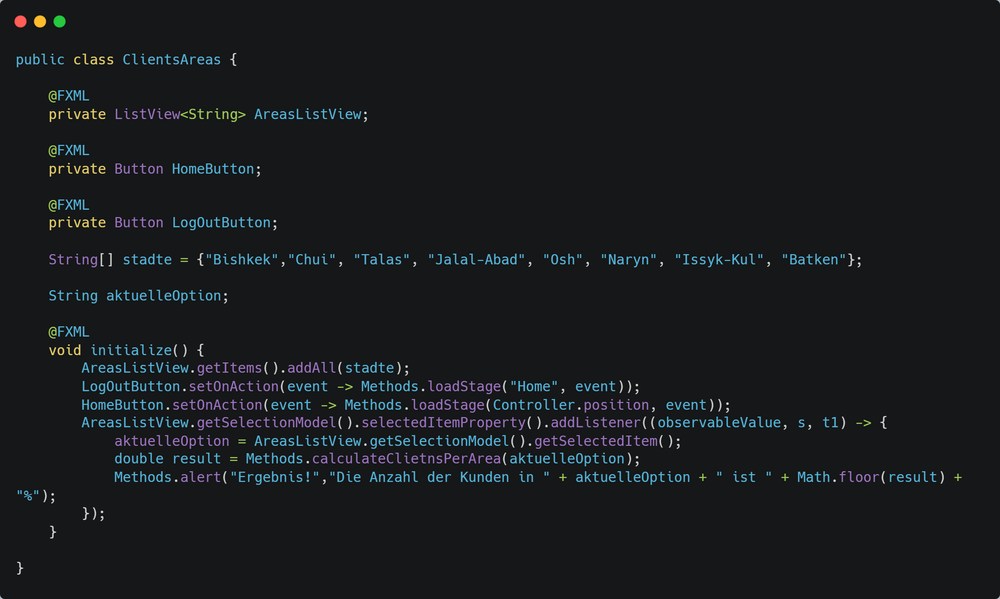 public class ClientsAreas {
@FXML
private ListView<String> AreasListView;
@FXML
private Button HomeButton;
@FXML
private Button LogOutButton;
String[] stadte = {"Bishkek","Chui", "Talas", "Jalal-Abad", "Osh", "Naryn", "Issyk-Kul", "Batken"};
String aktuelleOption;
@FXML
void initialize() {
AreasListView.getItems().addAll(stadte);
LogOutButton.setOnAction(event -> Methods.loadStage("Home", event));
HomeButton.setOnAction(event -> Methods.loadStage(Controller.position, event));
AreasListView.getSelectionModel().selectedItemProperty().addListener((observableValue, s, t1) -> {
aktuelleOption = AreasListView.getSelectionModel().getSelectedItem();
double result = Methods.calculateClietnsPerArea(aktuelleOption);
Methods.alert("Ergebnis!","Die Anzahl der Kunden in " + aktuelleOption + " ist " + Math.floor(result) +
"%");
});
}
}